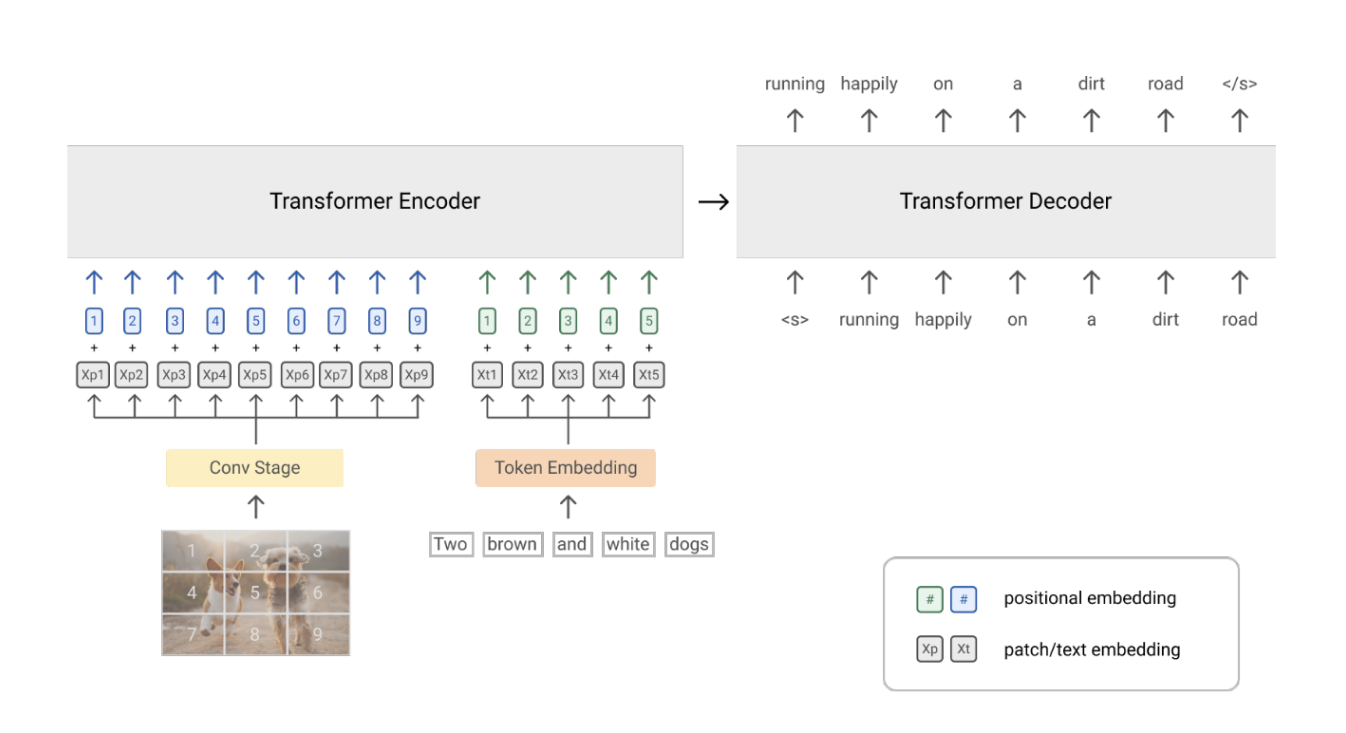 running happily on a dirt road </s>
Transformer Encoder
Transformer Decoder
1 2 3 4 5 6 7 8 9
1 2 3 4 5
<s> running happily on a dirt road
+ + + + + + + + +
+ + + + +
Xp1 Xp2 Xp3 Xp4 Xp5 Xp6 Xp7 Xp8 Xp9
Xt1 Xt2 Xt3 Xt4 Xt5
Conv Stage
Token Embedding
Two brown and white dogs
1 2 3
4 5 6
7 8 9
# # positional embedding
Xp Xt patch/text embedding